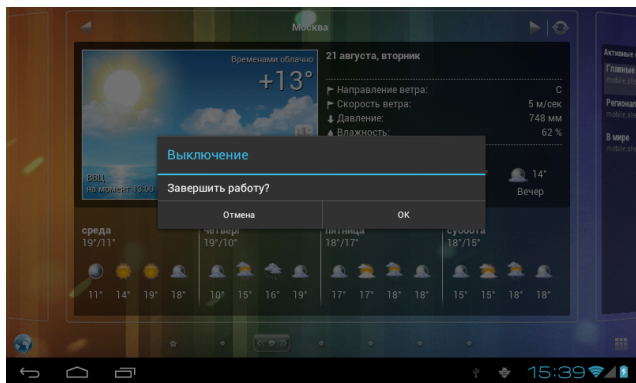 Москва
Временами облачно
+13°
ВВЦ
на момент 13:00
21 августа, вторник
Направление ветра: С
Скорость ветра: 5 м/сек
Давление: 748 мм
Влажность: 62 %
14°
Вечер
Активные
Главные
Регионал
В мире
Выключение
Завершить работу?
Отмена
ОК
среда
19°/11°
четверг
19°/10°
пятница
18°/17°
суббота
18°/15°
11° 14° 19° 18° 10° 15° 16° 19° 17° 17° 18° 18° 15° 15° 18° 18°
15:39